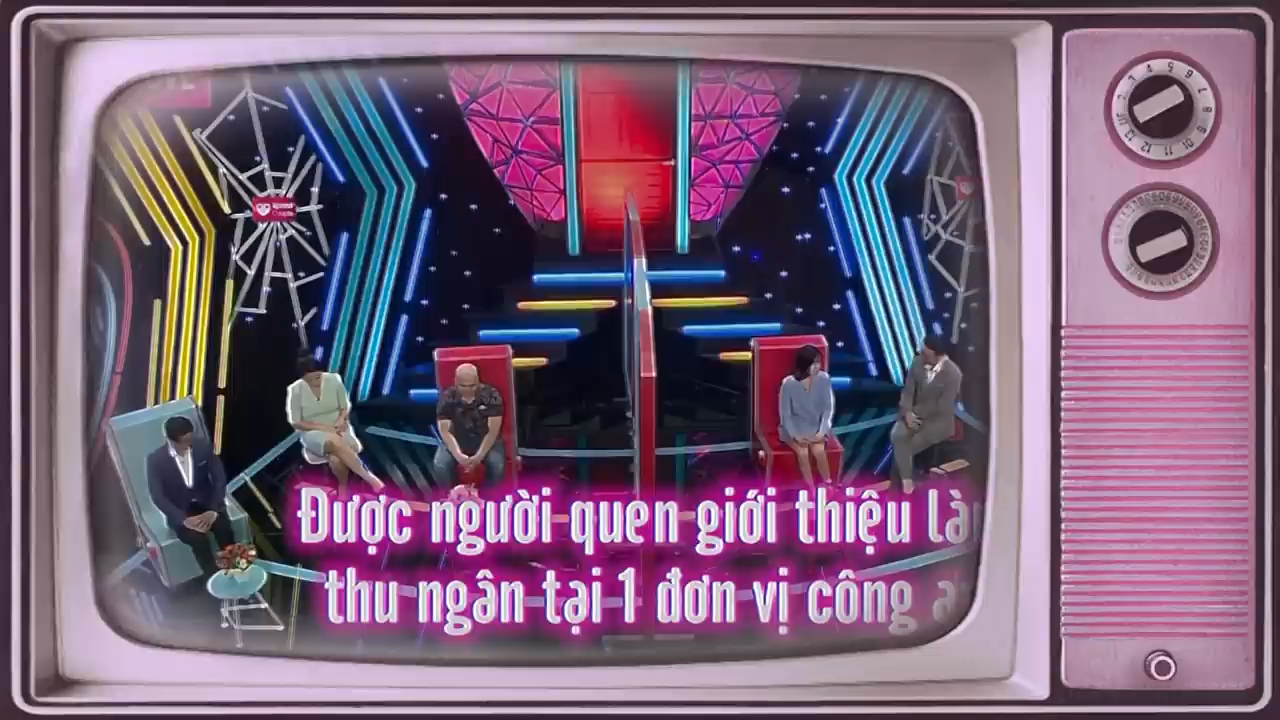 Được người quen giới thiệu
thu ngân tại 1 đơn vị công